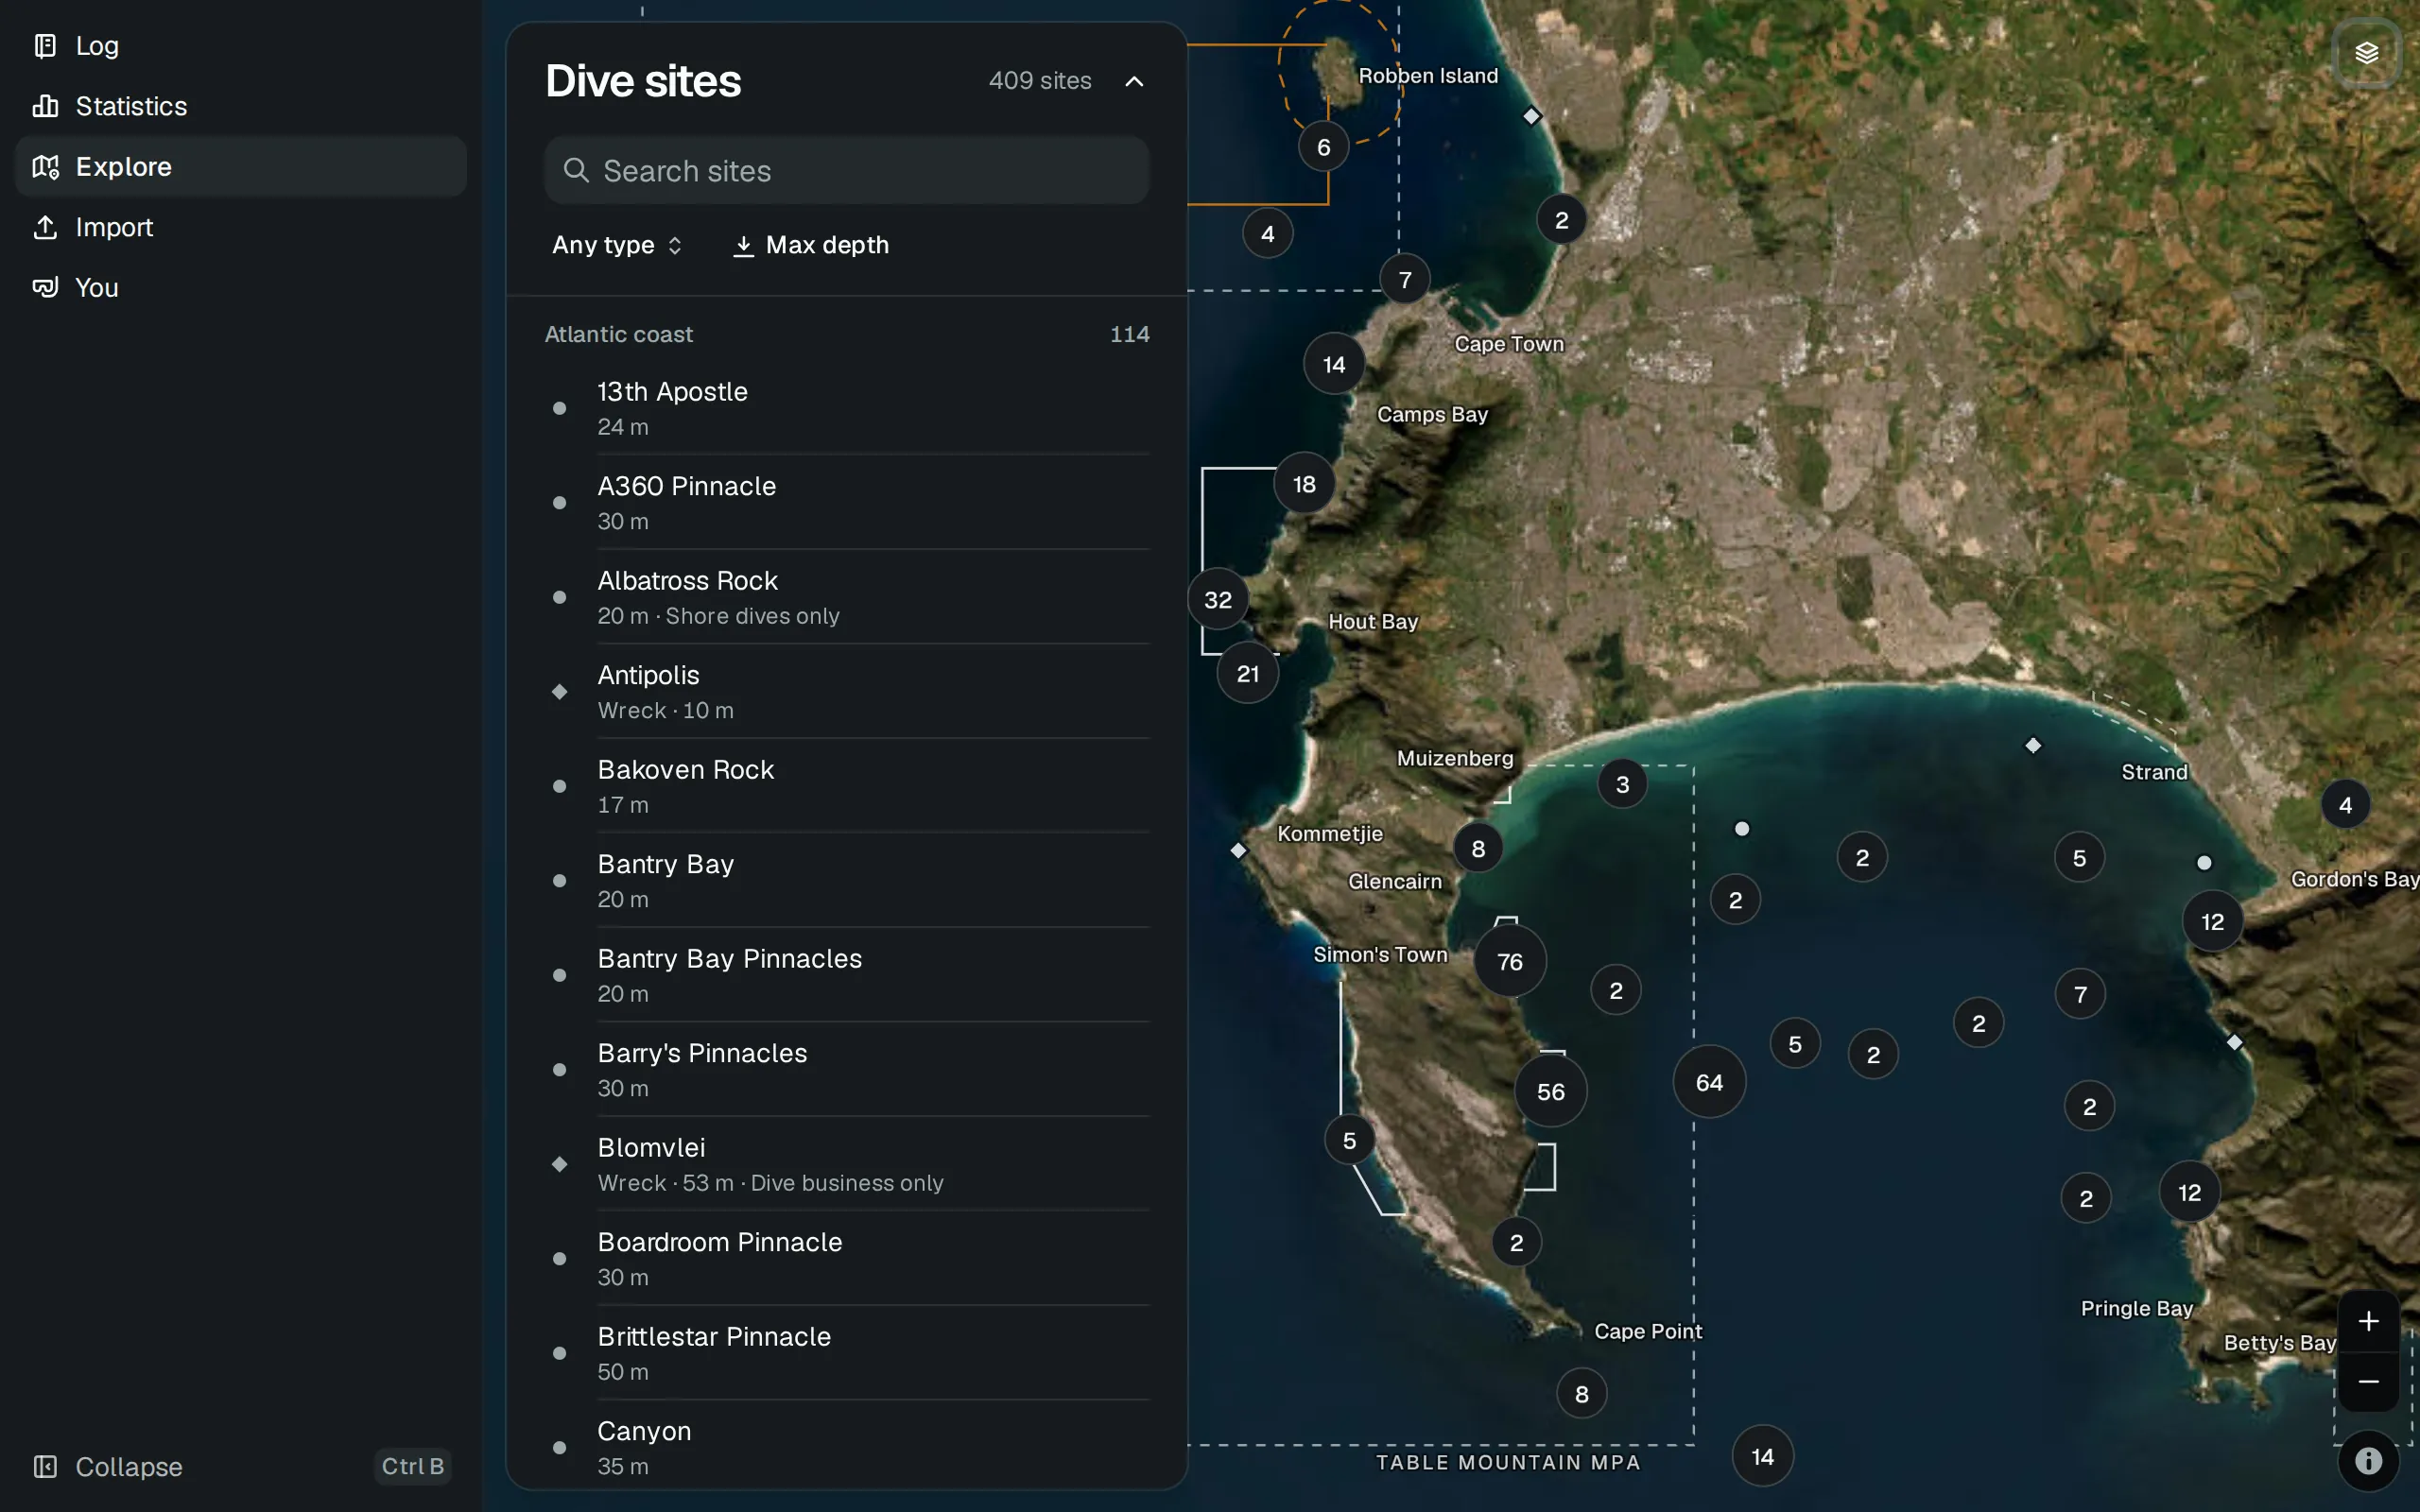 Log
Statistics
Explore
Import
You
Collapse
Ctrl B
Dive sites
409 sites
Search sites
Any type
Max depth
Atlantic coast
114
13th Apostle
24 m
A360 Pinnacle
30 m
Albatross Rock
20 m · Shore dives only
Antipolis
Wreck · 10 m
Bakoven Rock
17 m
Bantry Bay
20 m
Bantry Bay Pinnacles
20 m
Barry's Pinnacles
30 m
Blomvlei
Wreck · 53 m · Dive business only
Boardroom Pinnacle
30 m
Brittlestar Pinnacle
50 m
Canyon
35 m
Robben Island
6
4
2
7
Cape Town
14
Camps Bay
18
32
Hout Bay
21
Muizenberg
3
Strand
4
Kommetjie
8
2
5
Glencairn
Gordon's Bay
2
12
Simon's Town
76
2
7
2
5
2
64
56
2
5
12
2
2
Pringle Bay
Cape Point
Betty's Bay
8
14
TABLE MOUNTAIN MPA